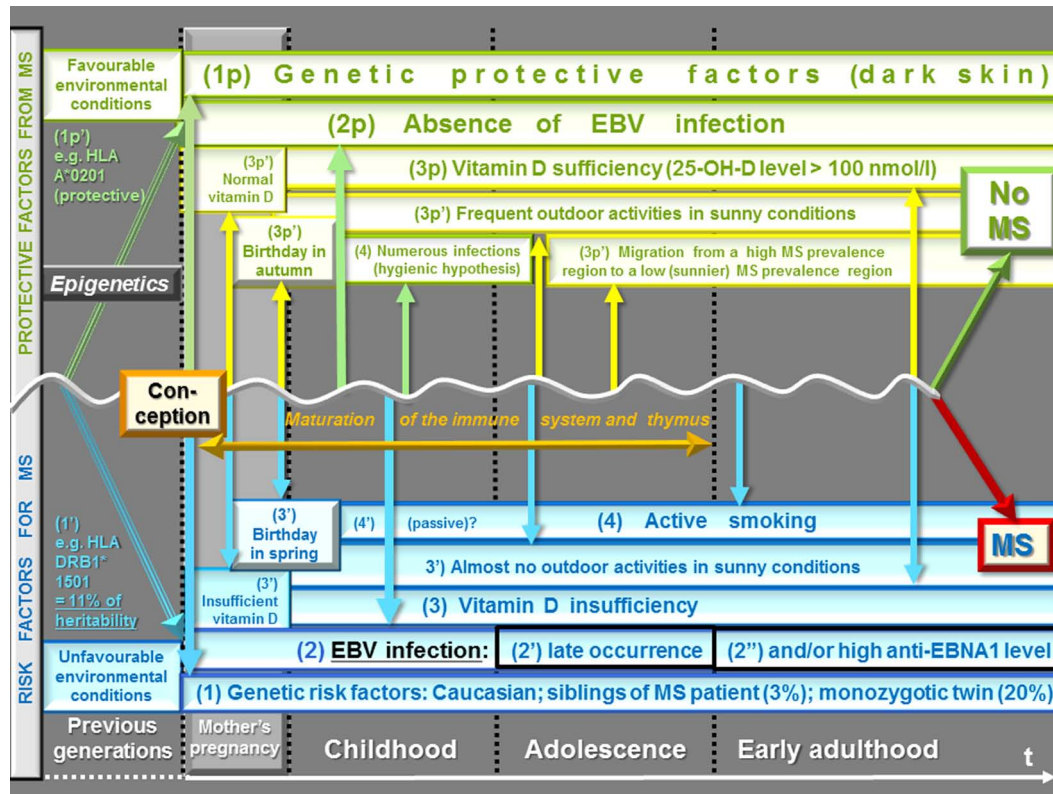 PROTECTIVE FACTORS FROM MS
RISK FACTORS FOR MS
Favourable
environmental
conditions
(1p) Genetic protective factors (dark skin)
(2p) Absence of EBV infection
(1p’)
e.g. HLA
A*0201
(protective)
(3p’)
Normal
vitamin D
(3p) Vitamin D sufficiency (25-OH-D level > 100 nmol/l)
(3p’) Frequent outdoor activities in sunny conditions
No
MS
(3p’)
Birthday in
autumn
(4) Numerous infections
(hygienic hypothesis)
(3p’) Migration from a high MS prevalence
region to a low (sunnier) MS prevalence region
Epigenetics
Con-
ception
Maturation of the immune system and thymus
(1’)
e.g. HLA
DRB1*
1501
= 11% of
heritability
(3’)
Birthday
in spring
(4’) (passive)?
(4) Active smoking
MS
3’) Almost no outdoor activities in sunny conditions
(3’)
Insufficient
vitamin D
(3) Vitamin D insufficiency
(2) EBV infection:
(2’) late occurrence
(2’’) and/or high anti-EBNA1 level
Unfavourable
environmental
conditions
(1) Genetic risk factors: Caucasian; siblings of MS patient (3%); monozygotic twin (20%)
Previous
generations
Mother’s
pregnancy
Childhood
Adolescence
Early adulthood
t